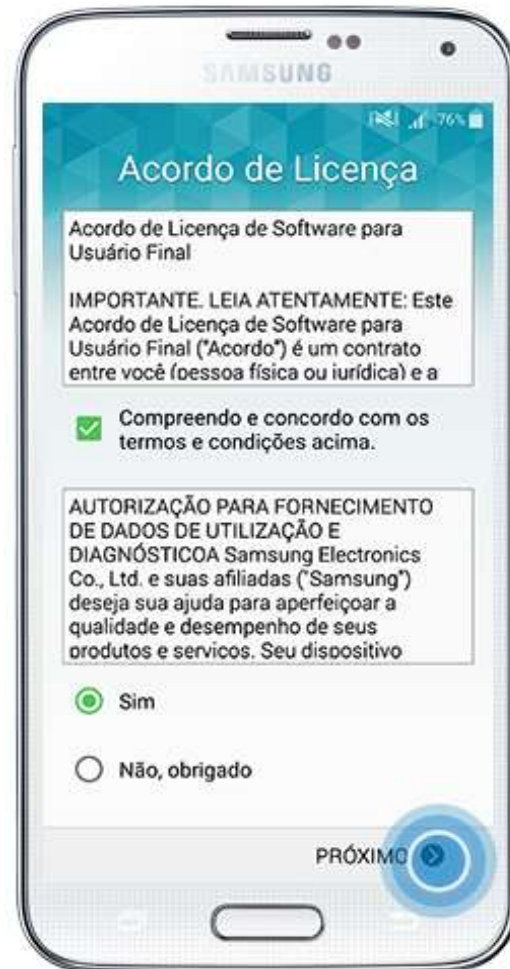 SAMSUNG
76%
Acordo de Licença
Acordo de Licença de Software para
Usuário Final
IMPORTANTE. LEIA ATENTAMENTE: Este
Acordo de Licença de Software para
Usuário Final ("Acordo") é um contrato
entre você (pessoa física ou jurídica) e a
Compreendo e concordo com os
termos e condições acima.
AUTORIZAÇÃO PARA FORNECIMENTO
DE DADOS DE UTILIZAÇÃO E
DIAGNÓSTICOA Samsung Electronics
Co., Ltd. e suas afiliadas ("Samsung")
deseja sua ajuda para aperfeiçoar a
qualidade e desempenho de seus
produtos e serviços. Seu dispositivo
Sim
Não, obrigado
PRÓXIMO